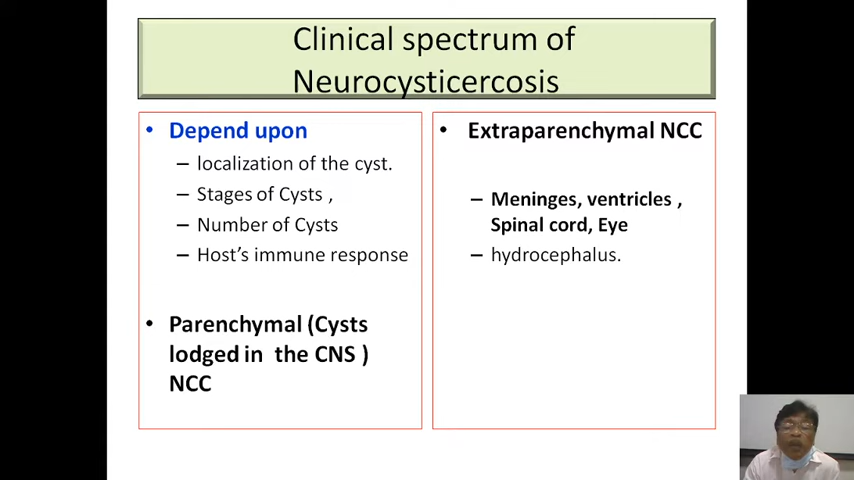 Clinical spectrum of
Neurocysticercosis
• Depend upon
– localization of the cyst.
– Stages of Cysts ,
– Number of Cysts
– Host's immune response
• Parenchymal (Cysts
lodged in the CNS )
NCC
• Extraparenchymal NCC
– Meninges, ventricles ,
Spinal cord, Eye
– hydrocephalus.